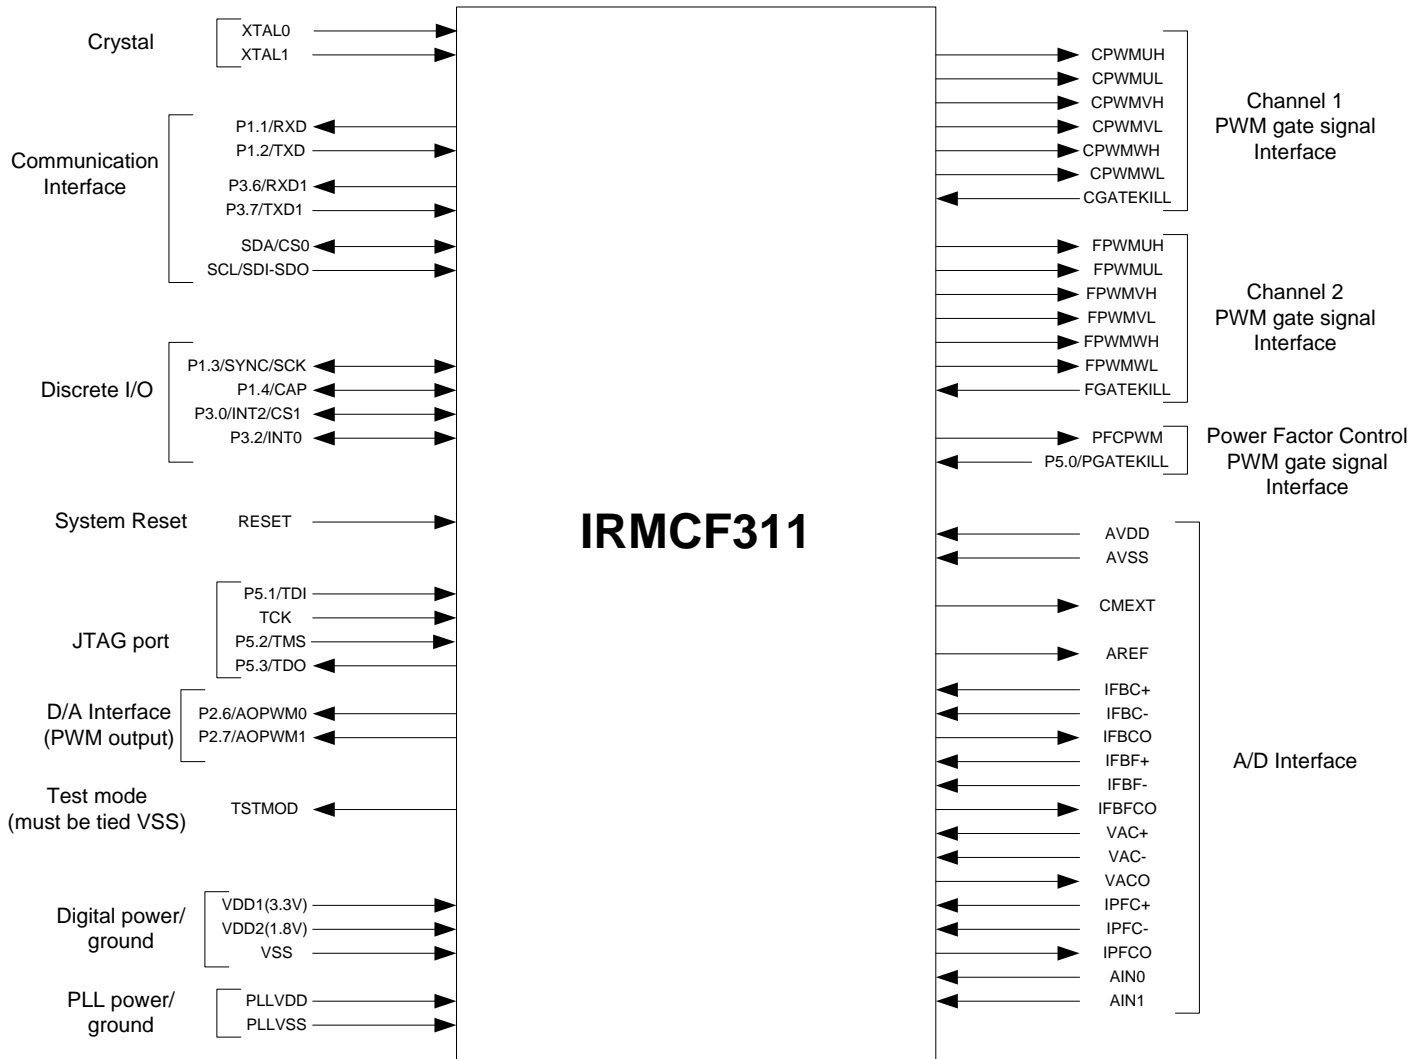 Crystal
XTAL0
XTAL1
Communication
Interface
P1.1/RXD
P1.2/TXD
P3.6/RXD1
P3.7/TXD1
SDA/CS0
SCL/SDI-SDO
Discrete I/O
P1.3/SYNC/SCK
P1.4/CAP
P3.0/INT2/CS1
P3.2/INT0
System Reset
RESET
JTAG port
P5.1/TDI
TCK
P5.2/TMS
P5.3/TDO
D/A Interface
(PWM output)
P2.6/AOPWM0
P2.7/AOPWM1
Test mode
(must be tied VSS)
TSTMOD
Digital power/
ground
VDD1(3.3V)
VDD2(1.8V)
VSS
PLL power/
ground
PLLVDD
PLLVSS
IRMCF311
CPWMUH
CPWMUL
CPWMVH
CPWMVL
CPWMWH
CPWMWL
CGATEKILL
Channel 1
PWM gate signal
Interface
FPWMUH
FPWMUL
FPWMVH
FPWMVL
FPWMWH
FPWMWL
FGATEKILL
Channel 2
PWM gate signal
Interface
PFCPWM
P5.0/PGATEKILL
Power Factor Control
PWM gate signal
Interface
AVDD
AVSS
CMEXT
AREF
IFBC+
IFBC-
IFBCO
IFBF+
IFBF-
IFBFCO
VAC+
VAC-
VACO
IPFC+
IPFC-
IPFCO
AIN0
AIN1
A/D Interface